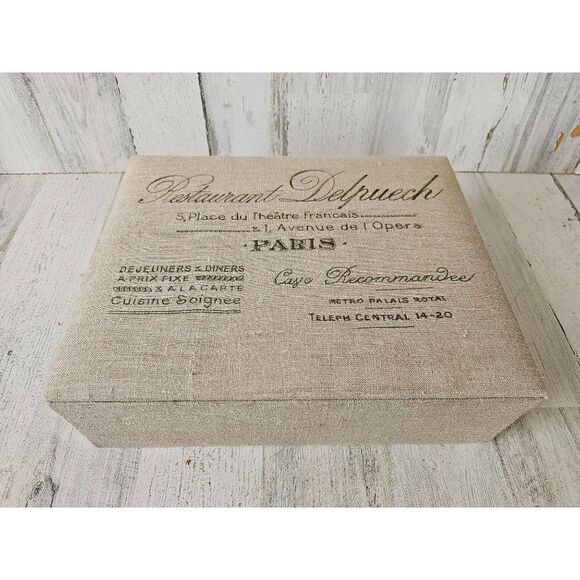 Restaurant Delpuech
5, Place du Théâtre francais
& 1, Avenue de l'Opera
· PARIS ·
DEJEUNERS & DINERS
A PRIX FIXE
& A LA CARTE
Cuisine Soignee
Cave Recommandee
METRO PALAIS ROYAL
TELEPH CENTRAL 14-20